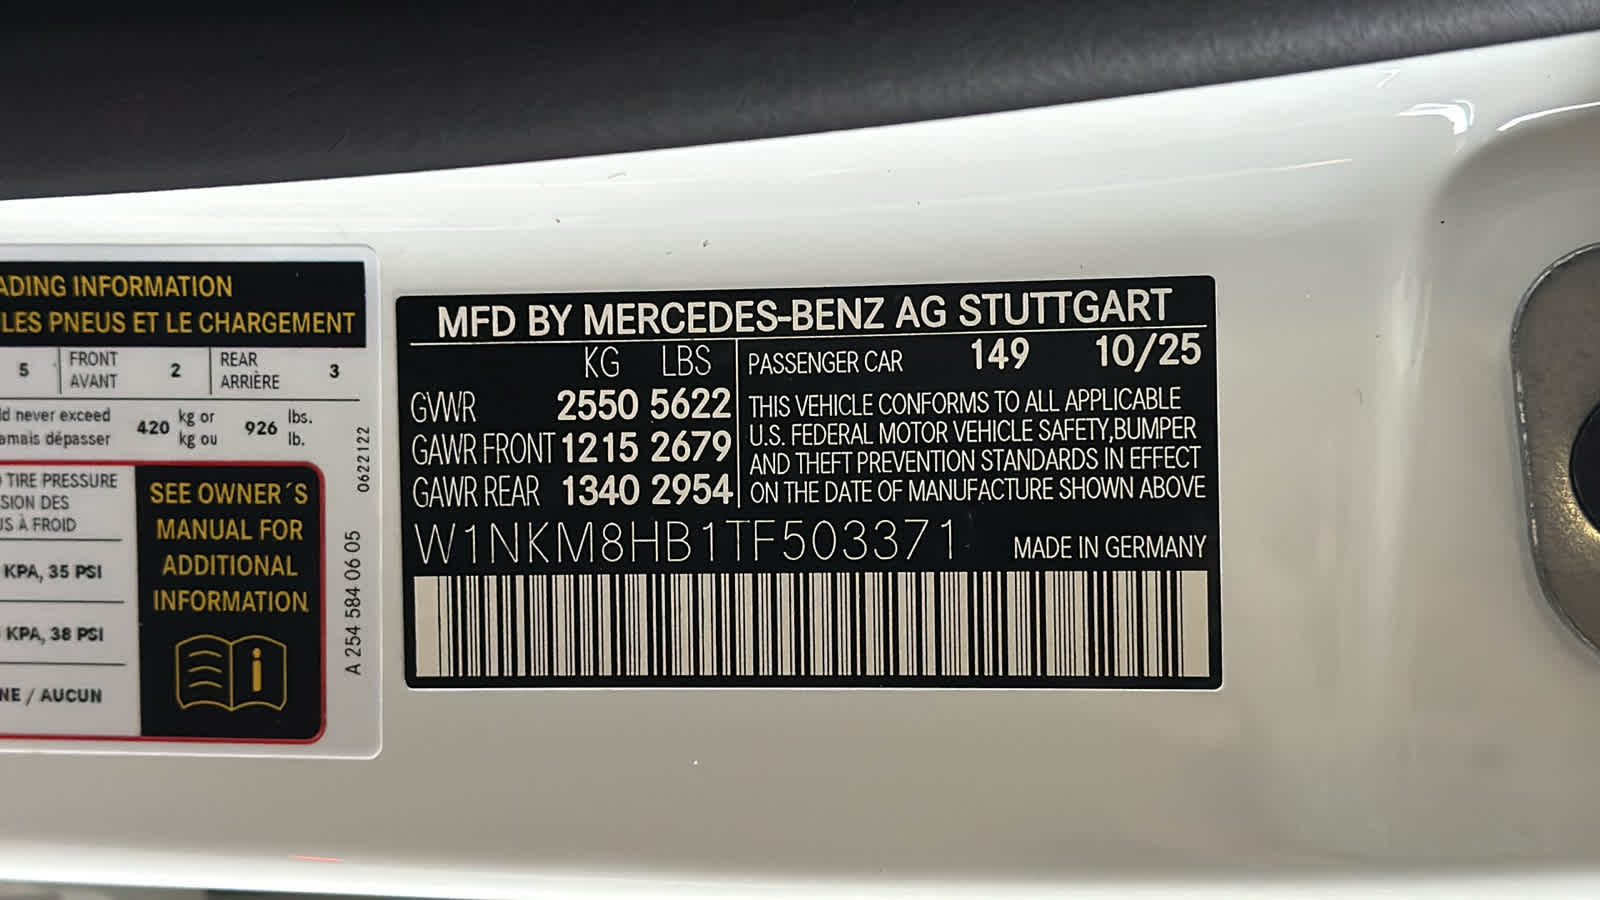 ADING INFORMATION
LES PNEUS ET LE CHARGEMENT
5 FRONT AVANT 2 REAR ARRIÈRE 3
never exceed 420 kg or 926 lbs.
dépasser kg ou lb.
TIRE PRESSURE
DES
À FROID
KPA, 35 PSI
KPA, 38 PSI
/ AUCUN
SEE OWNER´S
MANUAL FOR
ADDITIONAL
INFORMATION
i
A 254 584 06 05
0622122
MFD BY MERCEDES-BENZ AG STUTTGART
KG LBS
GVWR 2550 5622
GAWR FRONT 1215 2679
GAWR REAR 1340 2954
PASSENGER CAR 149 10/25
THIS VEHICLE CONFORMS TO ALL APPLICABLE
U.S. FEDERAL MOTOR VEHICLE SAFETY,BUMPER
AND THEFT PREVENTION STANDARDS IN EFFECT
ON THE DATE OF MANUFACTURE SHOWN ABOVE
W1NKM8HB1TF503371 MADE IN GERMANY